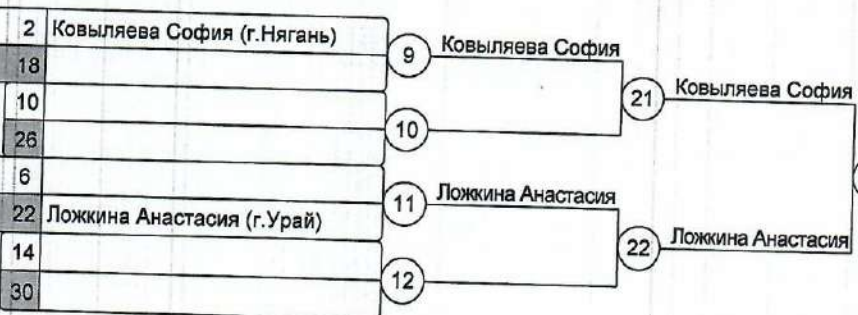 2 Ковыляева София (г.Нягань)
18
9 Ковыляева София
10
26
10
21 Ковыляева София
6
22 Ложкина Анастасия (г.Урай)
11 Ложкина Анастасия
14
30
12
22 Ложкина Анастасия